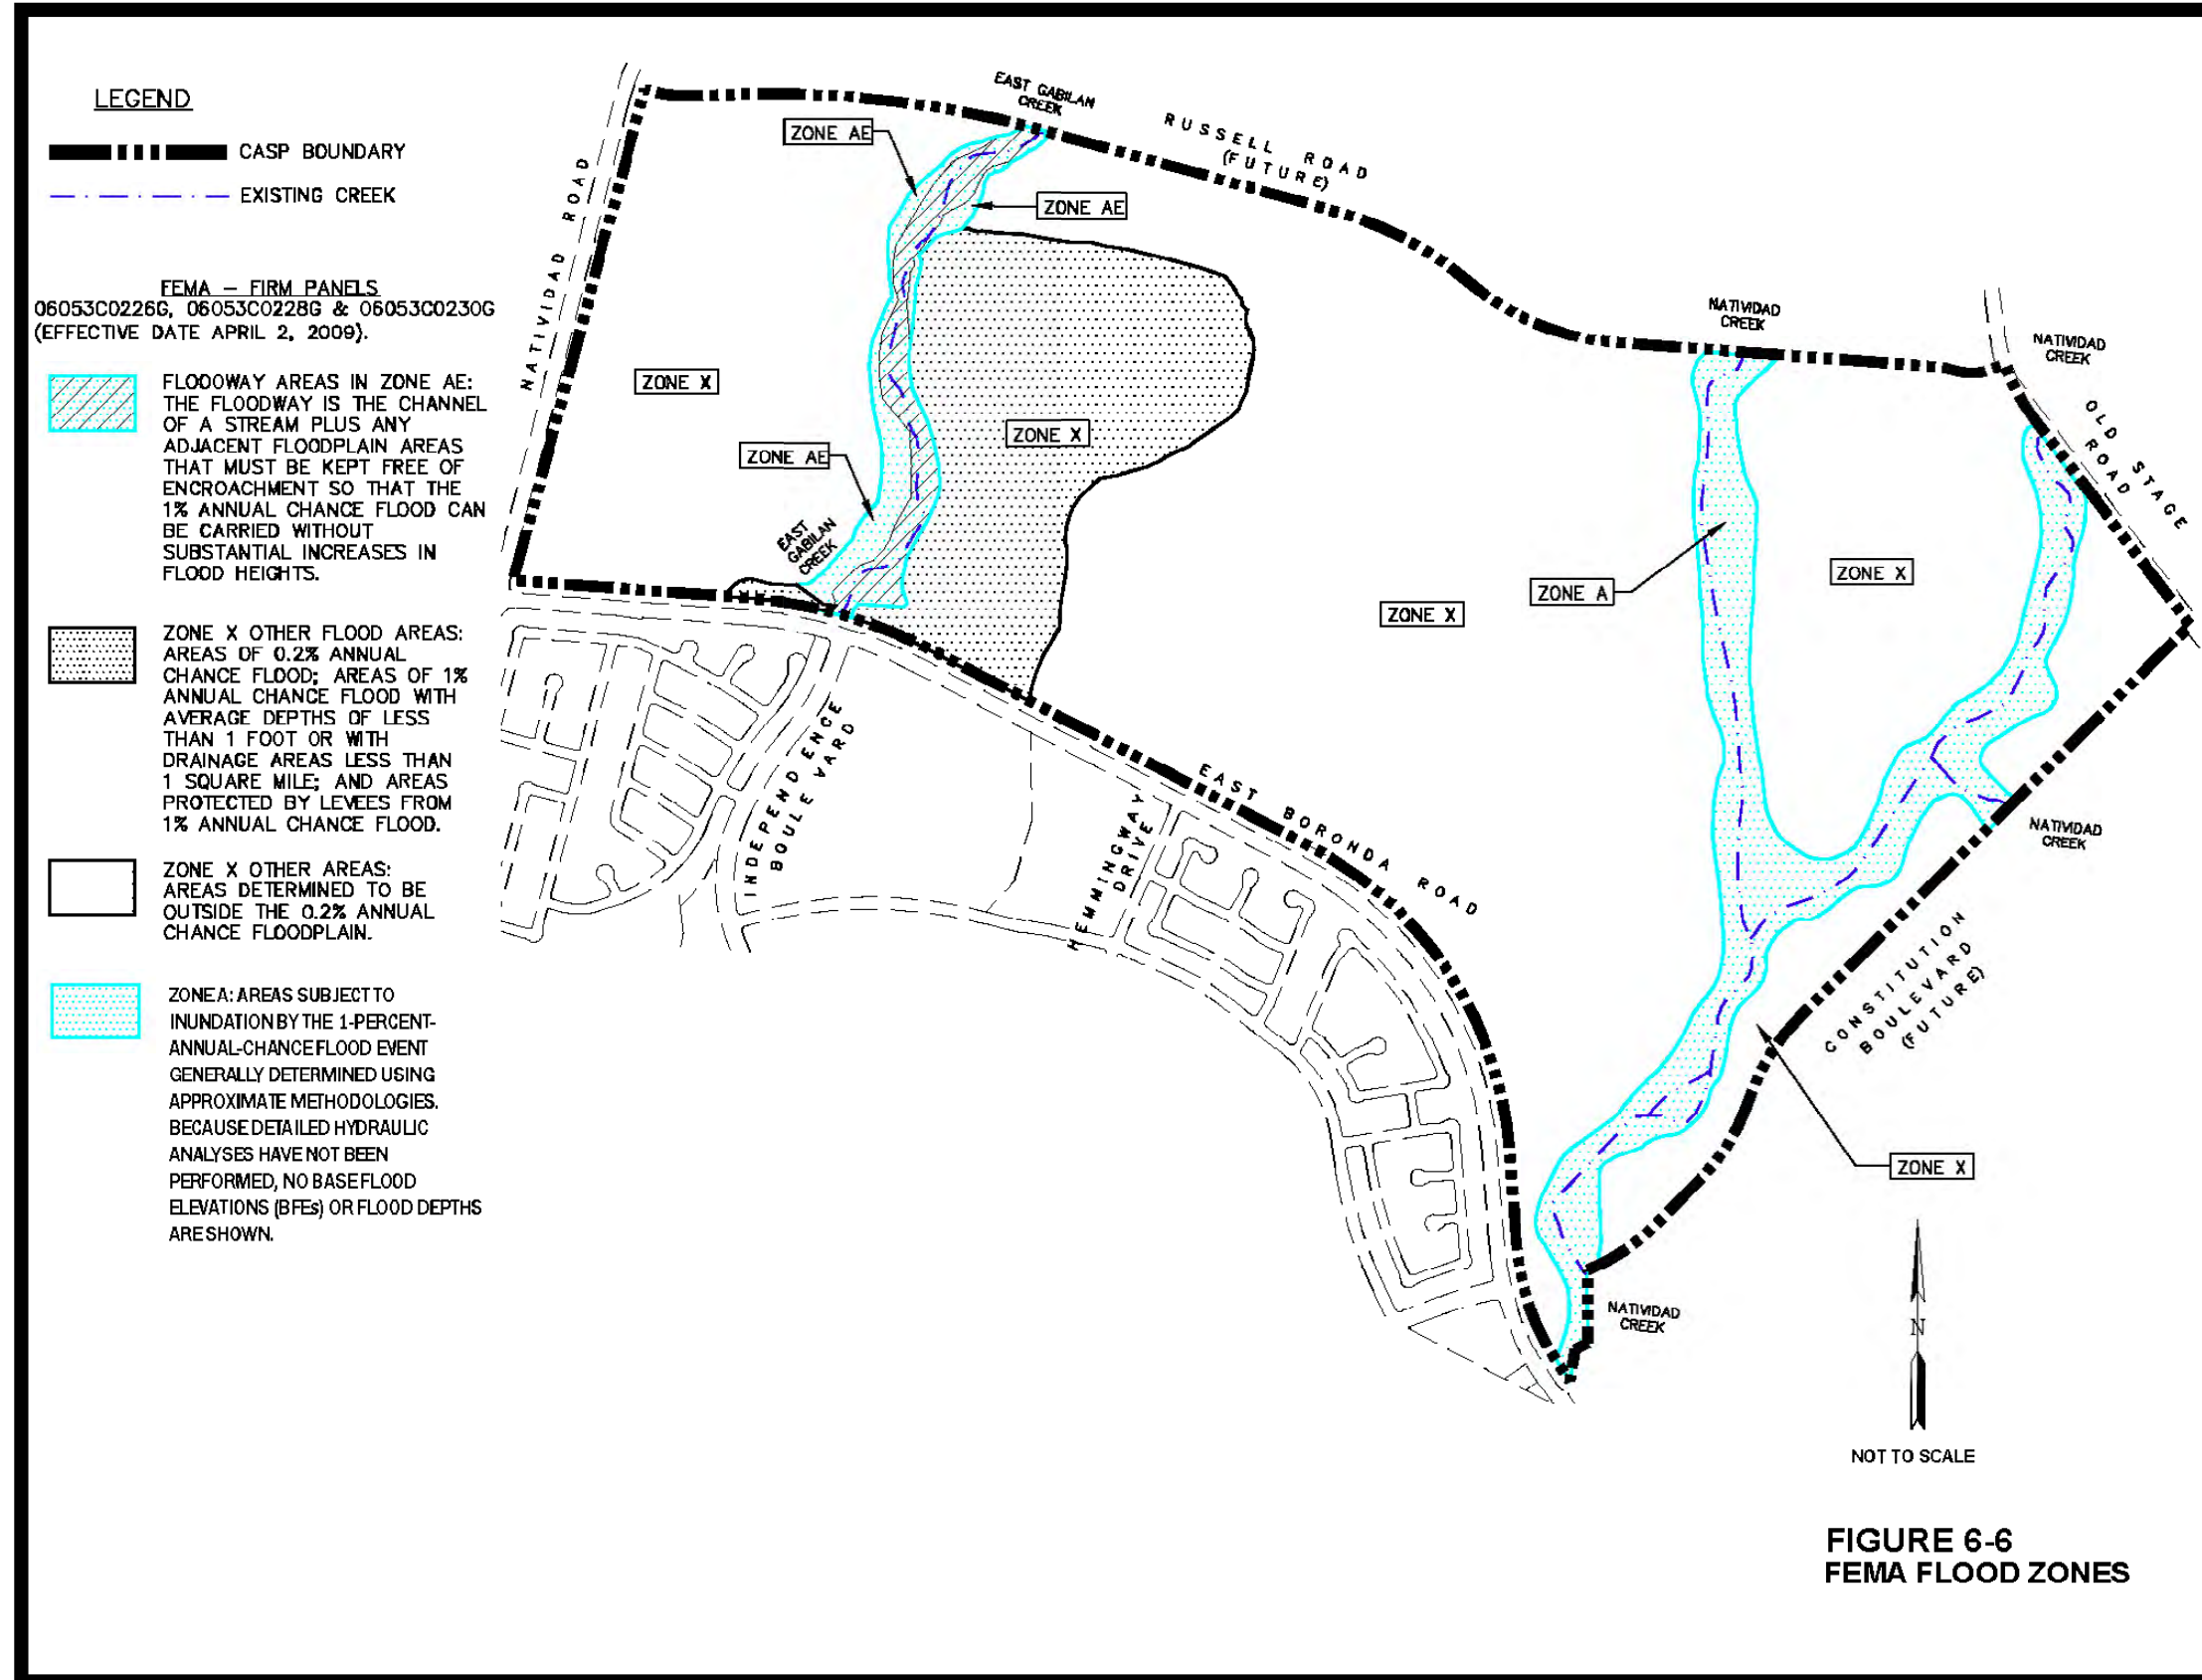 LEGEND
CASP BOUNDARY
EXISTING CREEK
FEMA – FIRM PANELS
06053C0226G, 06053C0228G & 06053C0230G
(EFFECTIVE DATE APRIL 2, 2009).
FLOODWAY AREAS IN ZONE AE:
THE FLOODWAY IS THE CHANNEL
OF A STREAM PLUS ANY
ADJACENT FLOODPLAIN AREAS
THAT MUST BE KEPT FREE OF
ENCROACHMENT SO THAT THE
1% ANNUAL CHANCE FLOOD CAN
BE CARRIED WITHOUT
SUBSTANTIAL INCREASES IN
FLOOD HEIGHTS.
ZONE X OTHER FLOOD AREAS:
AREAS OF 0.2% ANNUAL
CHANCE FLOOD; AREAS OF 1%
ANNUAL CHANCE FLOOD WITH
AVERAGE DEPTHS OF LESS
THAN 1 FOOT OR WITH
DRAINAGE AREAS LESS THAN
1 SQUARE MILE; AND AREAS
PROTECTED BY LEVEES FROM
1% ANNUAL CHANCE FLOOD.
ZONE X OTHER AREAS:
AREAS DETERMINED TO BE
OUTSIDE THE 0.2% ANNUAL
CHANCE FLOODPLAIN.
ZONE A: AREAS SUBJECT TO
INUNDATION BY THE 1-PERCENT-
ANNUAL-CHANCE FLOOD EVENT
GENERALLY DETERMINED USING
APPROXIMATE METHODOLOGIES.
BECAUSE DETAILED HYDRAULIC
ANALYSES HAVE NOT BEEN
PERFORMED, NO BASE FLOOD
ELEVATIONS (BFEs) OR FLOOD DEPTHS
ARE SHOWN.
NATIVIDAD ROAD
EAST GABILAN
CREEK
RUSSELL ROAD
(FUTURE)
ZONE AE
ZONE AE
ZONE X
ZONE X
ZONE AE
EAST
GABILAN
CREEK
NATIVIDAD
CREEK
NATIVIDAD
CREEK
OLD STAGE
ROAD
ZONE X
ZONE A
ZONE X
INDEPENDENCE
BOULEVARD
HEMMINGWAY
DRIVE
EAST BORONDA ROAD
NATIVIDAD
CREEK
CONSTITUTION
BOULEVARD
(FUTURE)
ZONE X
NATIVIDAD
CREEK
N
NOT TO SCALE
FIGURE 6-6
FEMA FLOOD ZONES